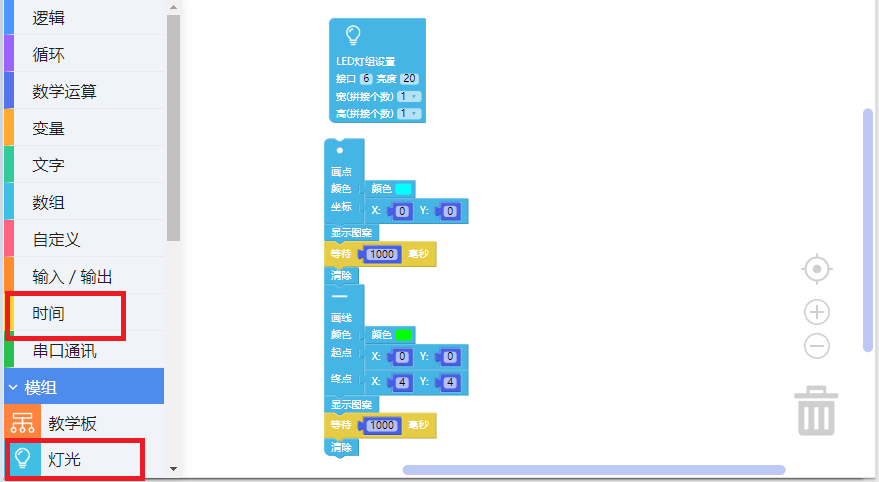 逻辑
循环
数学运算
变量
文字
数组
自定义
输入 / 输出
时间
串口通讯
模组
教学板
灯光
LED灯组设置
接口 6 亮度 20
宽(拼接个数) 1
高(拼接个数) 1
画点
颜色 颜色
坐标 X: 0 Y: 0
显示图案
等待 1000 毫秒
清除
画线
颜色 颜色
起点 X: 0 Y: 0
终点 X: 4 Y: 4
显示图案
等待 1000 毫秒
清除